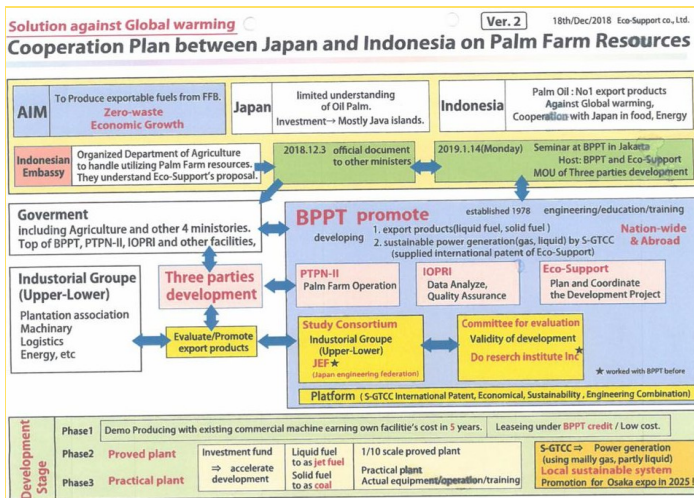 Solution against Global warming
Ver. 2
18th/Dec/2018 Eco-Support co., Ltd.
Cooperation Plan between Japan and Indonesia on Palm Farm Resources
AIM
To Produce exportable fuels from FFB.
Zero-waste
Economic Growth
Japan
limited understanding
of Oil Palm.
Investment→ Mostly Java islands.
Indonesia
Palm Oil : No1 export products
Against Global warming,
Cooperation with Japan in food, Energy
Indonesian
Embassy
Organized Department of Agriculture
to handle utilizing Palm Farm resources.
They understand Eco-Support's proposal.
2018.12.3 official document
to other ministers
2019.1.14(Monday) Seminar at BPPT in Jakarta
Host: BPPT and Eco-Support
MOU of Three parties development
Goverment
including Agriculture and other 4 ministories.
Top of BPPT, PTPN-II, IOPRI and other facilities,
BPPT promote
established 1978 engineering/education/training
developing
1. export products(liquid fuel, solid fuel )
2. sustainable power generation(gas, liquid) by S-GTCC
(supplied international patent of Eco-Support)
Nation-wide
& Abroad
Industorial Groupe
(Upper-Lower)
Plantation association
Machinary
Logistics
Energy, etc
Three parties
development
PTPN-II
Palm Farm Operation
IOPRI
Data Analyze,
Quality Assurance
Eco-Support
Plan and Coordinate
the Development Project
Evaluate/Promote
export products
Study Consortium
Industorial Groupe
(Upper-Lower)
JEF★
(Japan engineering federation)
Committee for evaluation
Validity of development
Do reserch institute Inc★
★ worked with BPPT before
Platform ( S-GTCC International Patent, Economical, Sustainability , Engineering Combination)
Development
Stage
Phase1 Demo Producing with existing commercial machine earning own facilitie's cost in 5 years.
Leaseing under BPPT credit / Low cost.
Phase2 Proved plant
Phase3 Practical plant
Investment fund
⇒ accelerate
development
Liquid fuel
to as jet fuel
Solid fuel
to as coal
1/10 scale proved plant
Practical plant
Actual equipment/operation/training
S-GTCC ⇒ Power generation
(using mailly gas, partly liquid)
Local sustainable system
Promotion for Osaka expo in 2025 !